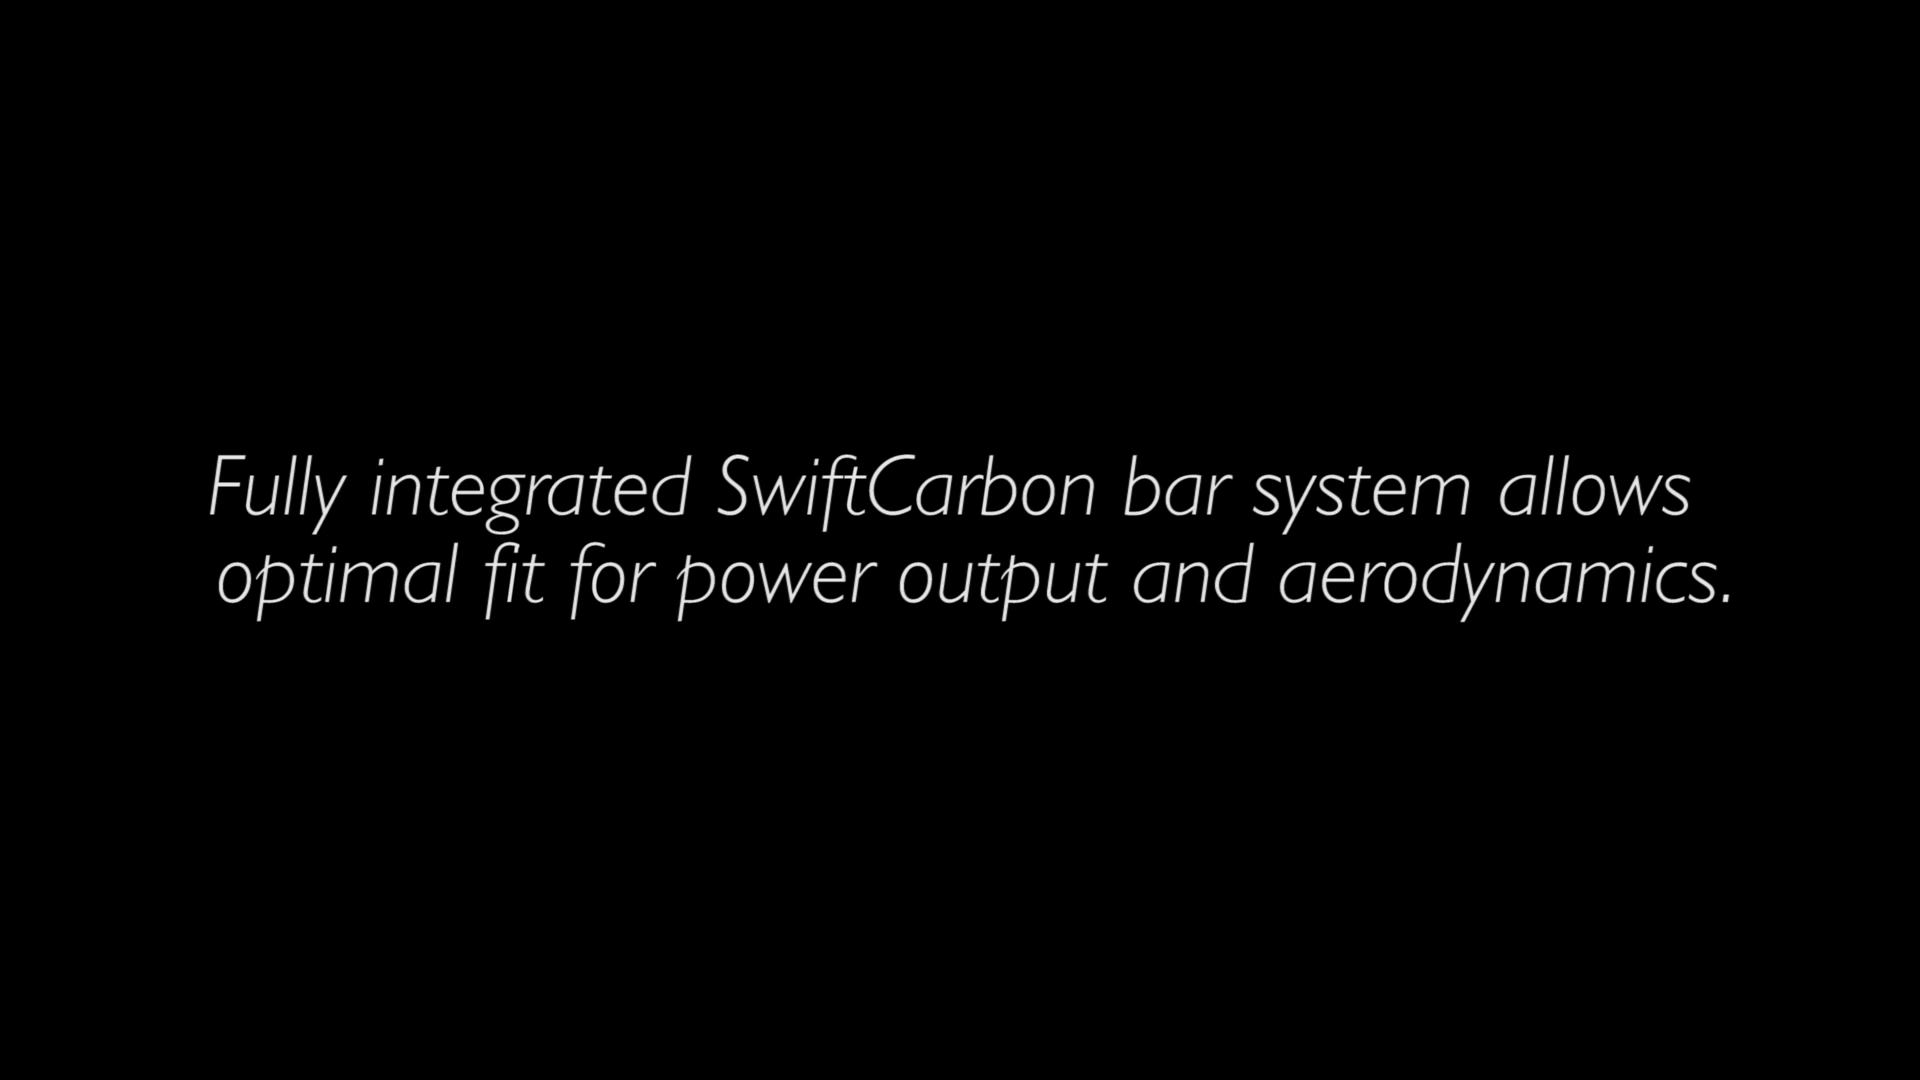 Fully integrated SwiftCarbon bar system allows
optimal fit for power output and aerodynamics.